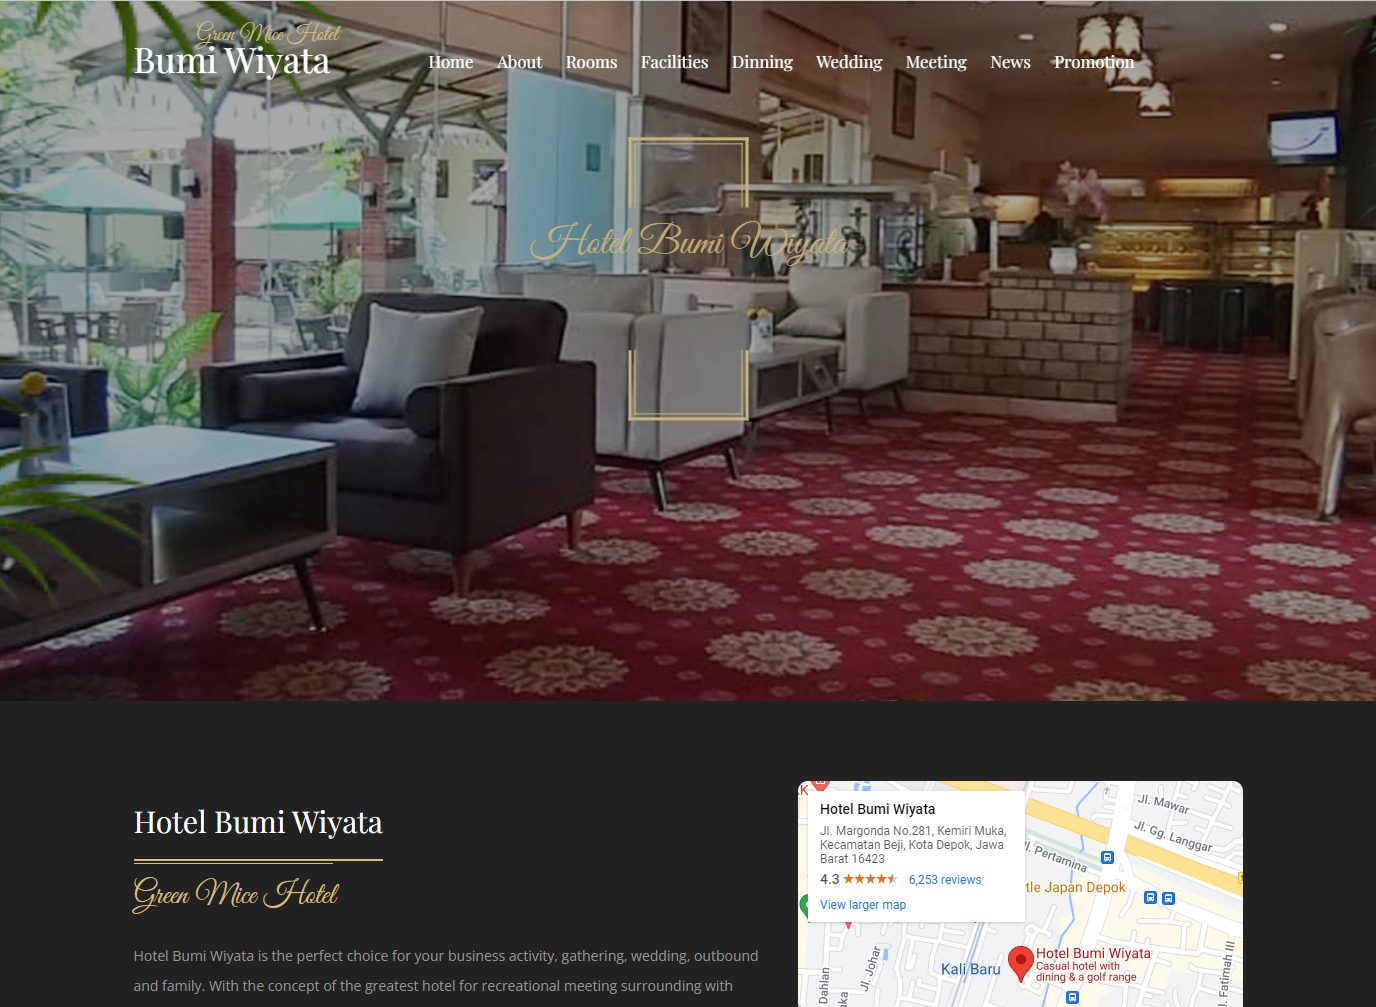 Green Mice Hotel
Bumi Wiyata
Home About Rooms Facilities Dinning Wedding Meeting News Promotion
Hotel Bumi Wiyata
Hotel Bumi Wiyata
Green Mice Hotel
Hotel Bumi Wiyata is the perfect choice for your business activity, gathering, wedding, outbound
and family. With the concept of the greatest hotel for recreational meeting surrounding with
Hotel Bumi Wiyata
Jl. Margonda No.281, Kemiri Muka,
Kecamatan Beji, Kota Depok, Jawa
Barat 16423
4.3 6,253 reviews
View larger map
Jl. Mawar
Jl. Gg. Langgar
Jl. Pertamina
tle Japan Depok
Hotel Bumi Wiyata
Casual hotel with
dining & a golf range
Kali Baru
Jl. Johar
Dahlan
ka
l. Fatimah III
K